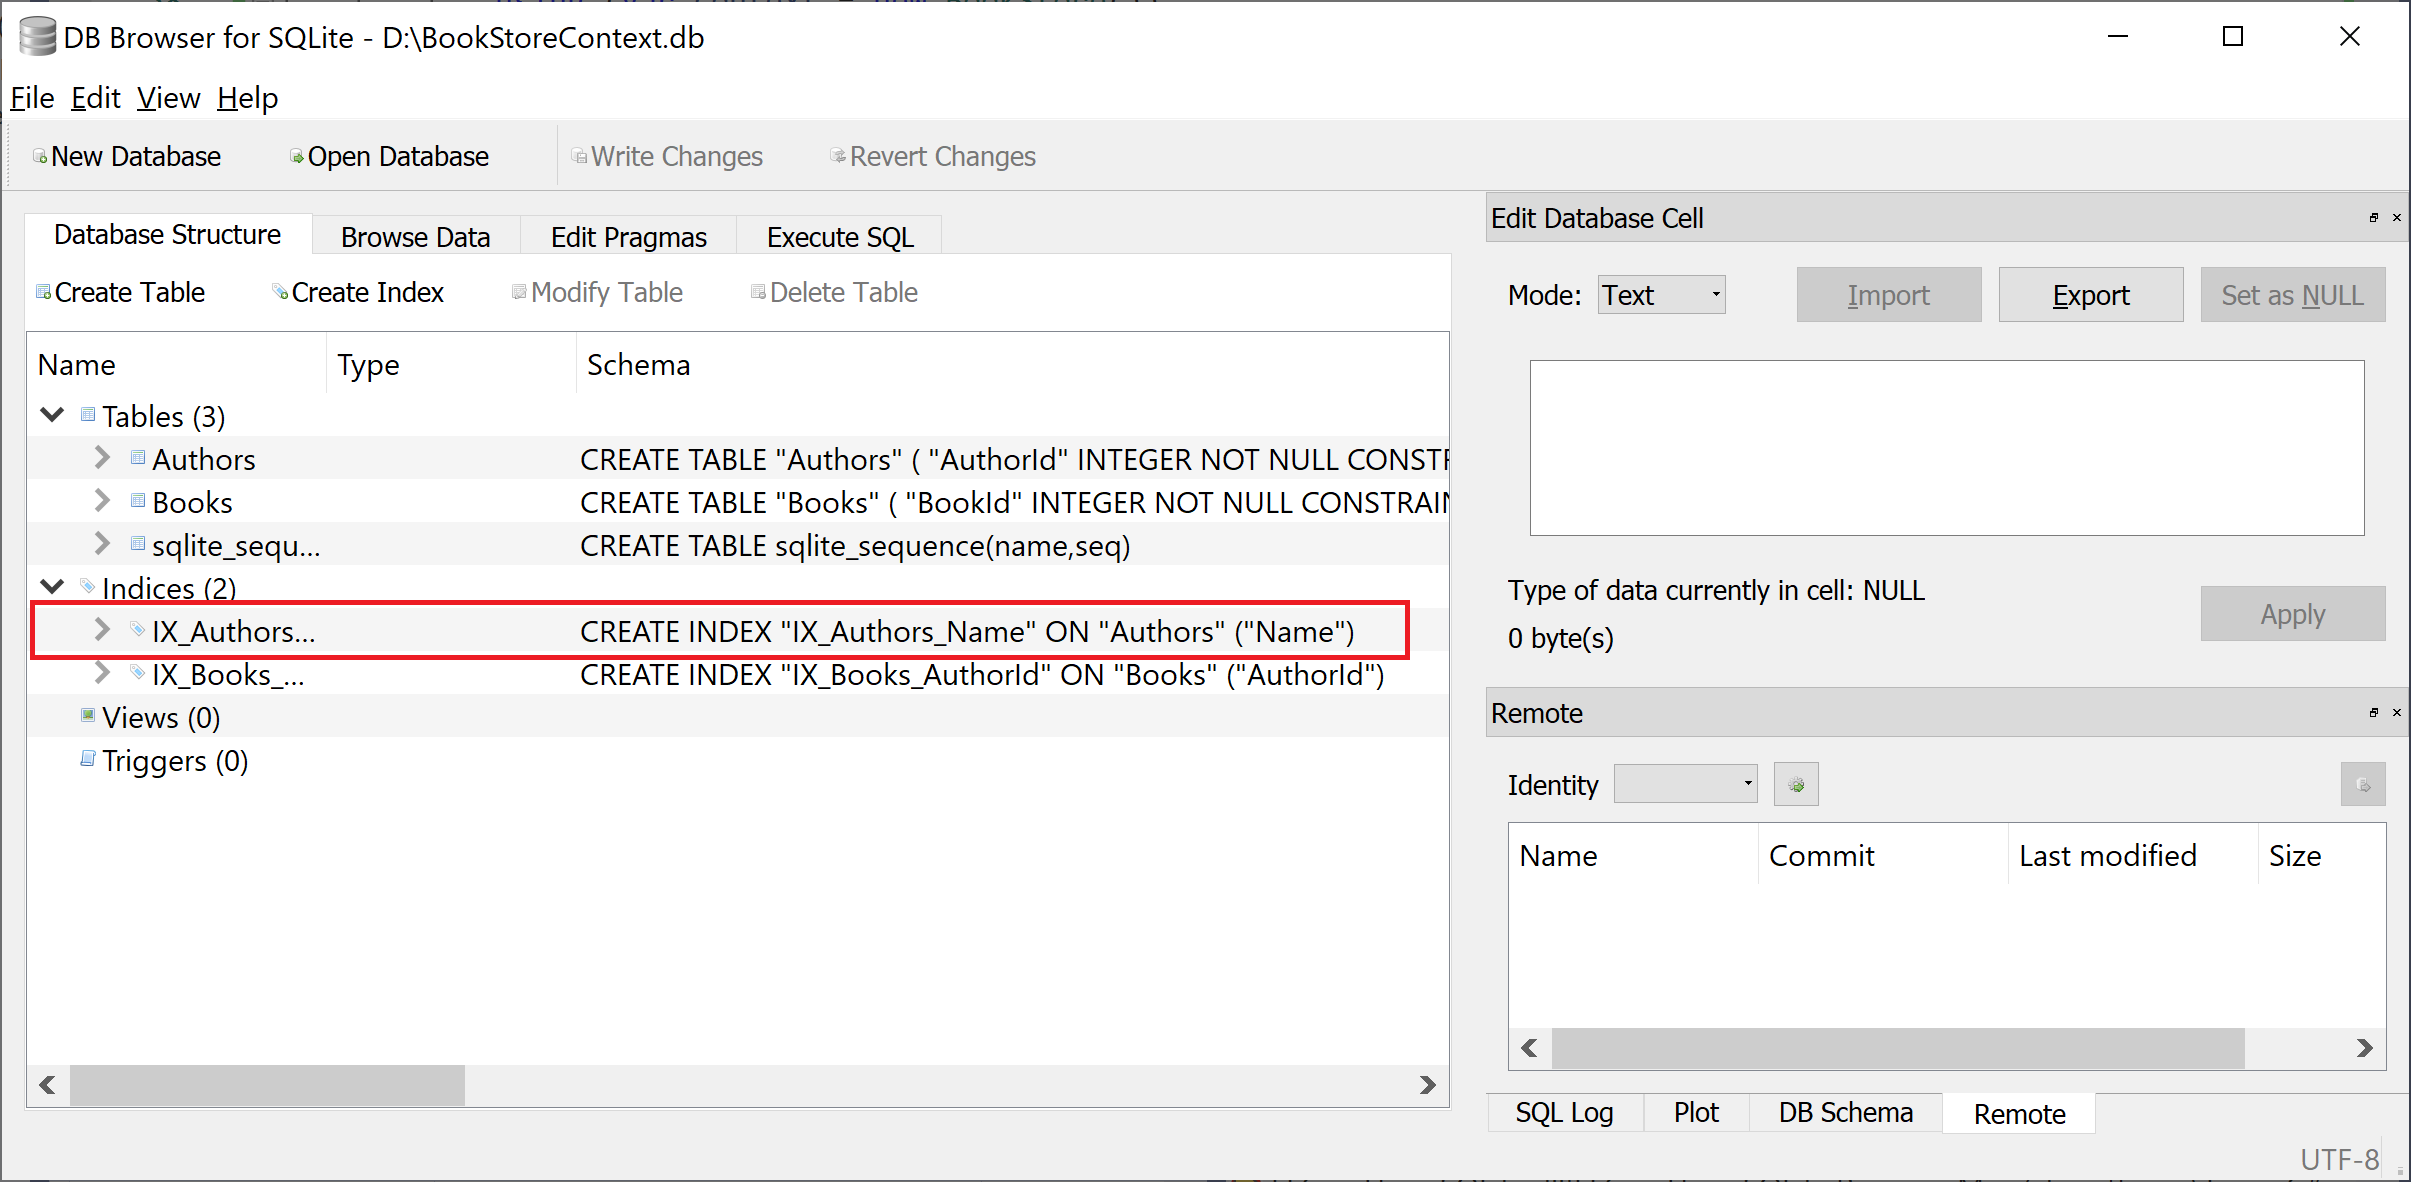 DB Browser for SQLite - D:\BookStoreContext.db
File Edit View Help
New Database Open Database Write Changes Revert Changes
Database Structure Browse Data Edit Pragmas Execute SQL
Create Table Create Index Modify Table Delete Table
Name Type Schema
Tables (3)
Authors CREATE TABLE "Authors" ( "AuthorId" INTEGER NOT NULL CONSTR
Books CREATE TABLE "Books" ( "BookId" INTEGER NOT NULL CONSTRAIN
sqlite_sequ... CREATE TABLE sqlite_sequence(name,seq)
Indices (2)
IX_Authors... CREATE INDEX "IX_Authors_Name" ON "Authors" ("Name")
IX_Books_... CREATE INDEX "IX_Books_AuthorId" ON "Books" ("AuthorId")
Views (0)
Triggers (0)
Edit Database Cell
Mode: Text Import Export Set as NULL
Type of data currently in cell: NULL
0 byte(s)
Apply
Remote
Identity
Name Commit Last modified Size
SQL Log Plot DB Schema Remote
UTF-8